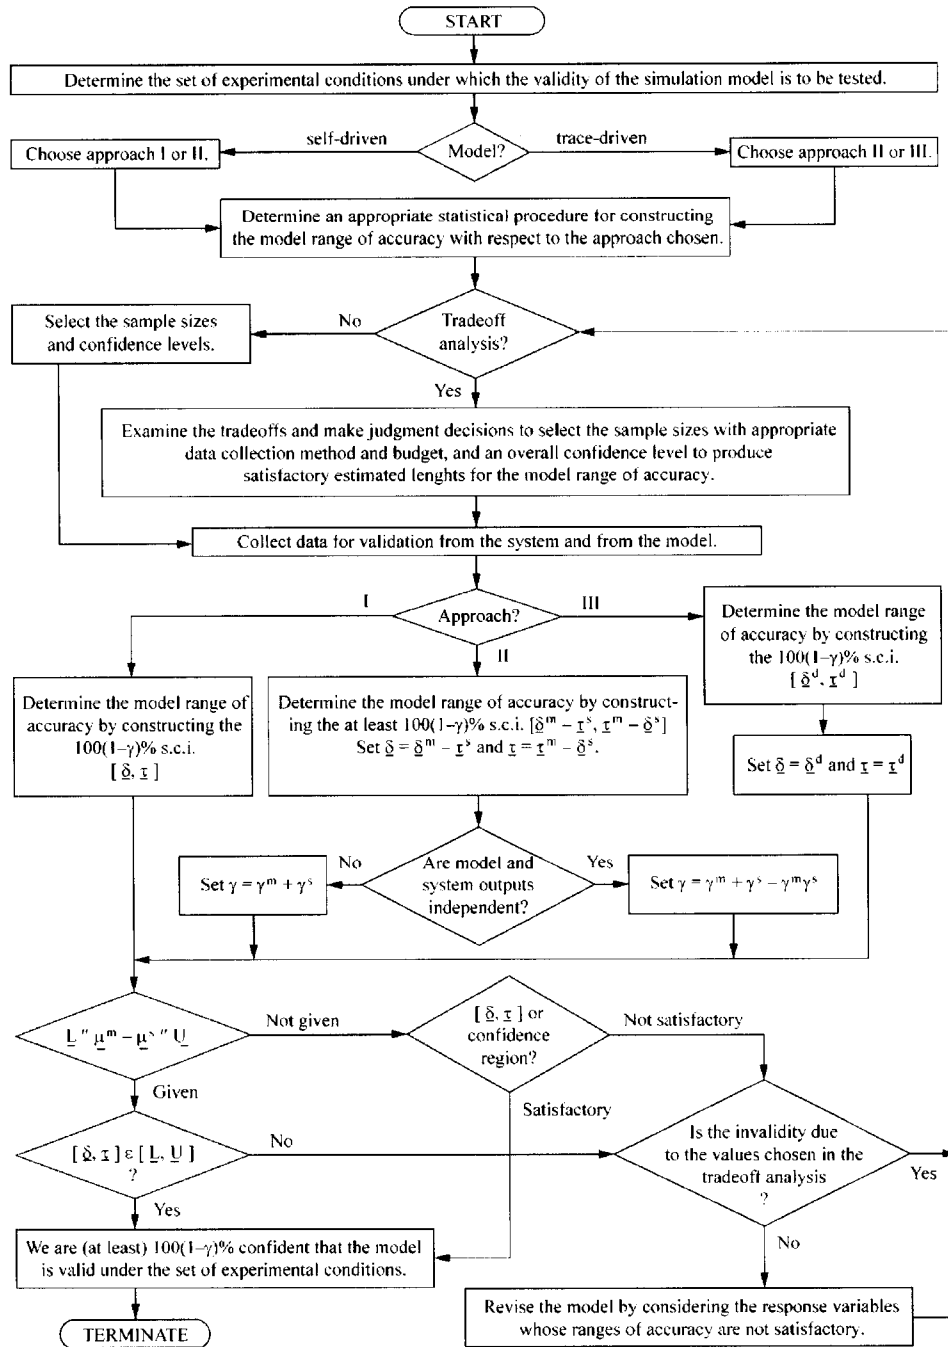 START
Determine the set of experimental conditions under which the validity of the simulation model is to be tested.
self-driven
Model?
trace-driven
Choose approach I or II.
Choose approach II or III.
Determine an appropriate statistical procedure for constructing
the model range of accuracy with respect to the approach chosen.
Select the sample sizes
and confidence levels.
No
Tradeoff
analysis?
Yes
Examine the tradeoffs and make judgment decisions to select the sample sizes with appropriate
data collection method and budget, and an overall confidence level to produce
satisfactory estimated lenghts for the model range of accuracy.
Collect data for validation from the system and from the model.
I
Approach?
III
II
Determine the model range
of accuracy by constructing
the 100(1–γ)% s.c.i.
[ δ̲ᵈ, τ̲ᵈ ]
Determine the model range of
accuracy by constructing the
100(1–γ)% s.c.i.
[ δ̲, τ̲ ]
Determine the model range of accuracy by construct-
ing the at least 100(1–γ)% s.c.i. [δ̲ᵐ – τ̲ˢ, τ̲ᵐ – δ̲ˢ]
Set δ̲ = δ̲ᵐ – τ̲ˢ and τ̲ = τ̲ᵐ – δ̲ˢ.
Set δ̲ = δ̲ᵈ and τ̲ = τ̲ᵈ
Set γ = γᵐ + γˢ
No
Are model and
system outputs
independent?
Yes
Set γ = γᵐ + γˢ – γᵐγˢ
L̲ " μ̲ᵐ – μ̲ˢ " U̲
Not given
[ δ̲, τ̲ ] or
confidence
region?
Not satisfactory
Given
Satisfactory
[ δ̲, τ̲ ] ε [ L̲, U̲ ]
?
No
Is the invalidity due
to the values chosen in the
tradeoff analysis
?
Yes
Yes
We are (at least) 100(1–γ)% confident that the model
is valid under the set of experimental conditions.
No
Revise the model by considering the response variables
whose ranges of accuracy are not satisfactory.
TERMINATE